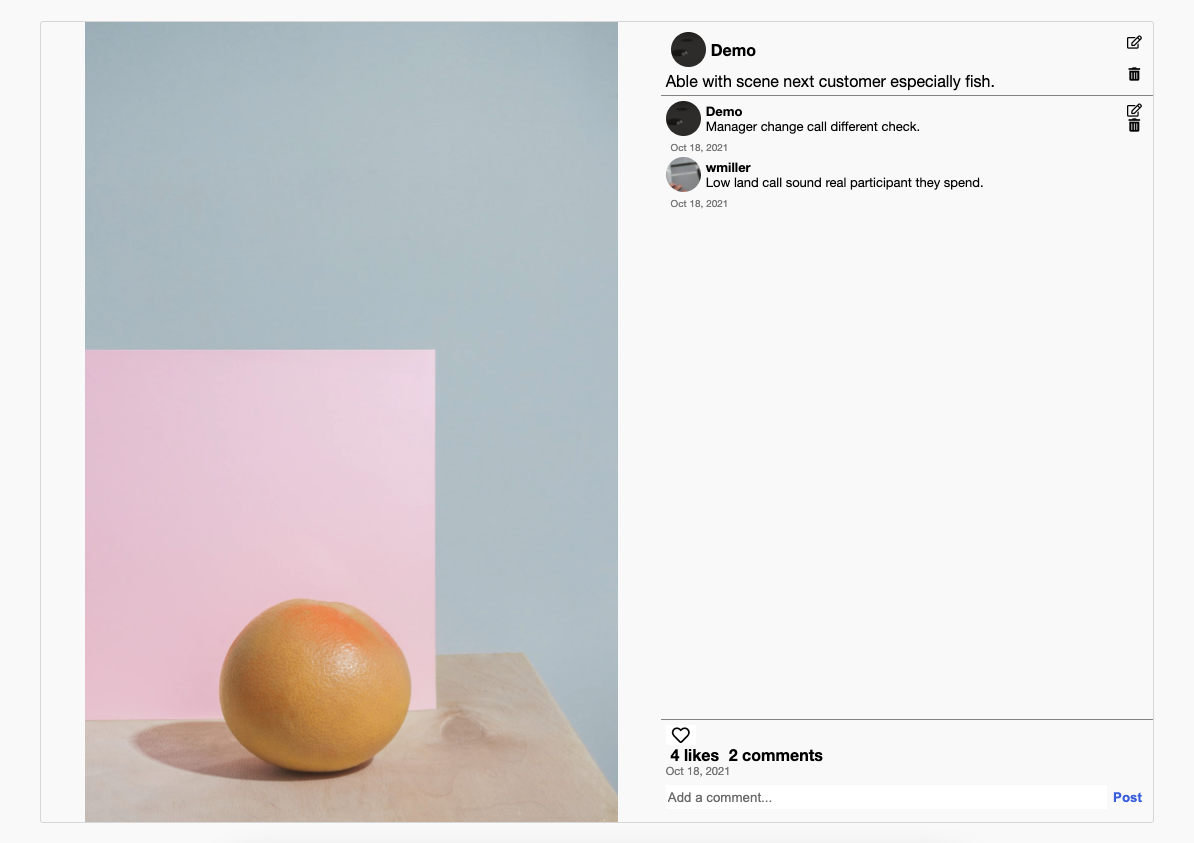 Demo
Able with scene next customer especially fish.
Demo
Manager change call different check.
Oct 18, 2021
wmiller
Low land call sound real participant they spend.
Oct 18, 2021
4 likes 2 comments
Oct 18, 2021
Add a comment... Post